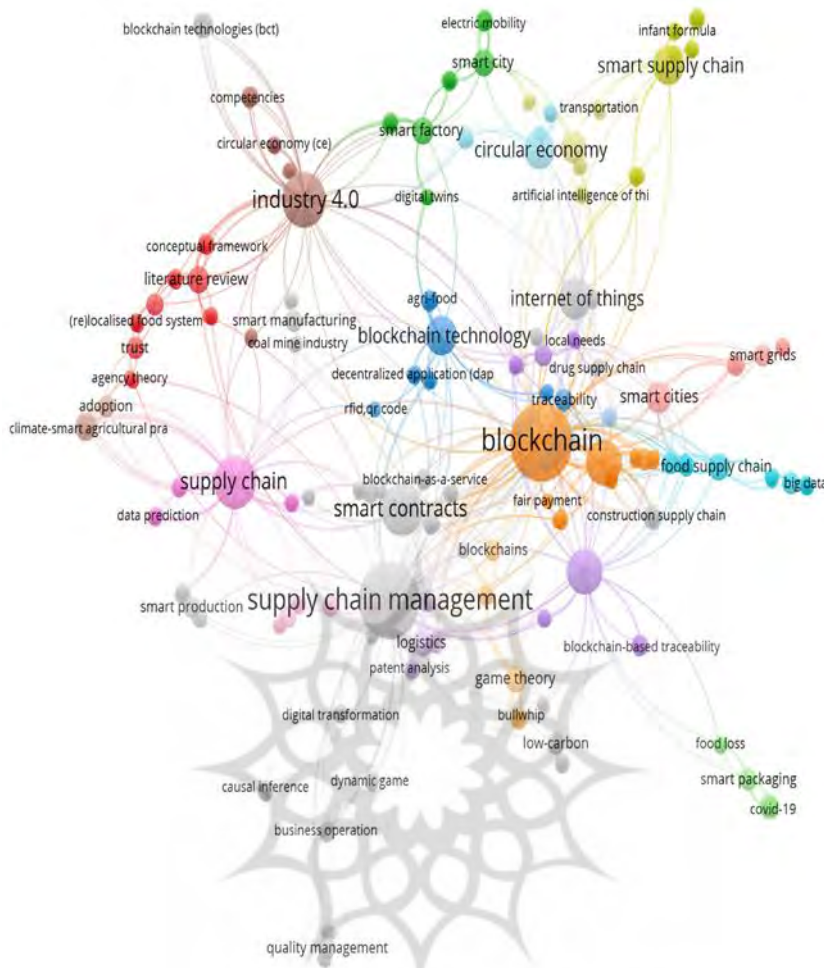 electric mobility
blockchain technologies (bct)
infant formula
smart city
smart supply chain
competencies
transportation
smart factory
circular economy (ce)
circular economy
industry 4.0
digital twins
artificial intelligence of thi
conceptual framework
literature review
agri-food
internet of things
(re)localised food system
smart manufacturing
blockchain technology
local needs
coal mine industry
trust
smart grids
drug supply chain
agency theory
decentralized application (dap
smart cities
traceability
adoption
rfid,qr code
climate-smart agricultural pra
blockchain
food supply chain
supply chain
blockchain-as-a-service
big data
fair payment
smart contracts
data prediction
construction supply chain
blockchains
supply chain management
smart production
logistics
blockchain-based traceability
patent analysis
game theory
digital transformation
bullwhip
low-carbon
food loss
smart packaging
causal inference
dynamic game
covid-19
business operation
quality management